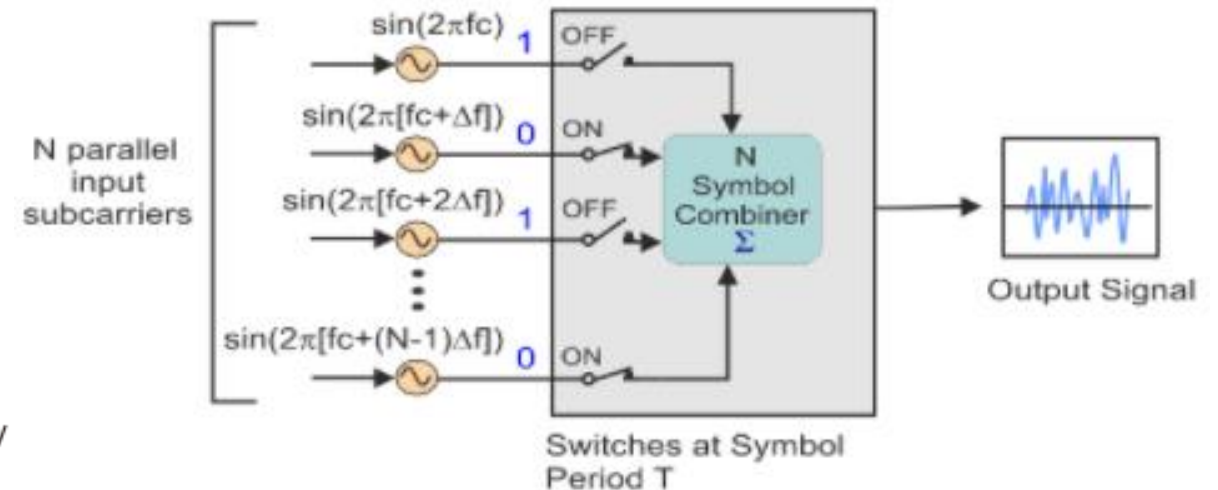 sin(2πfc)
1
OFF
sin(2π[fc+Δf])
0
ON
N parallel
input
subcarriers
sin(2π[fc+2Δf])
1
OFF
N
Symbol
Combiner
Σ
Output Signal
sin(2π[fc+(N-1)Δf])
0
ON
Switches at Symbol
Period T